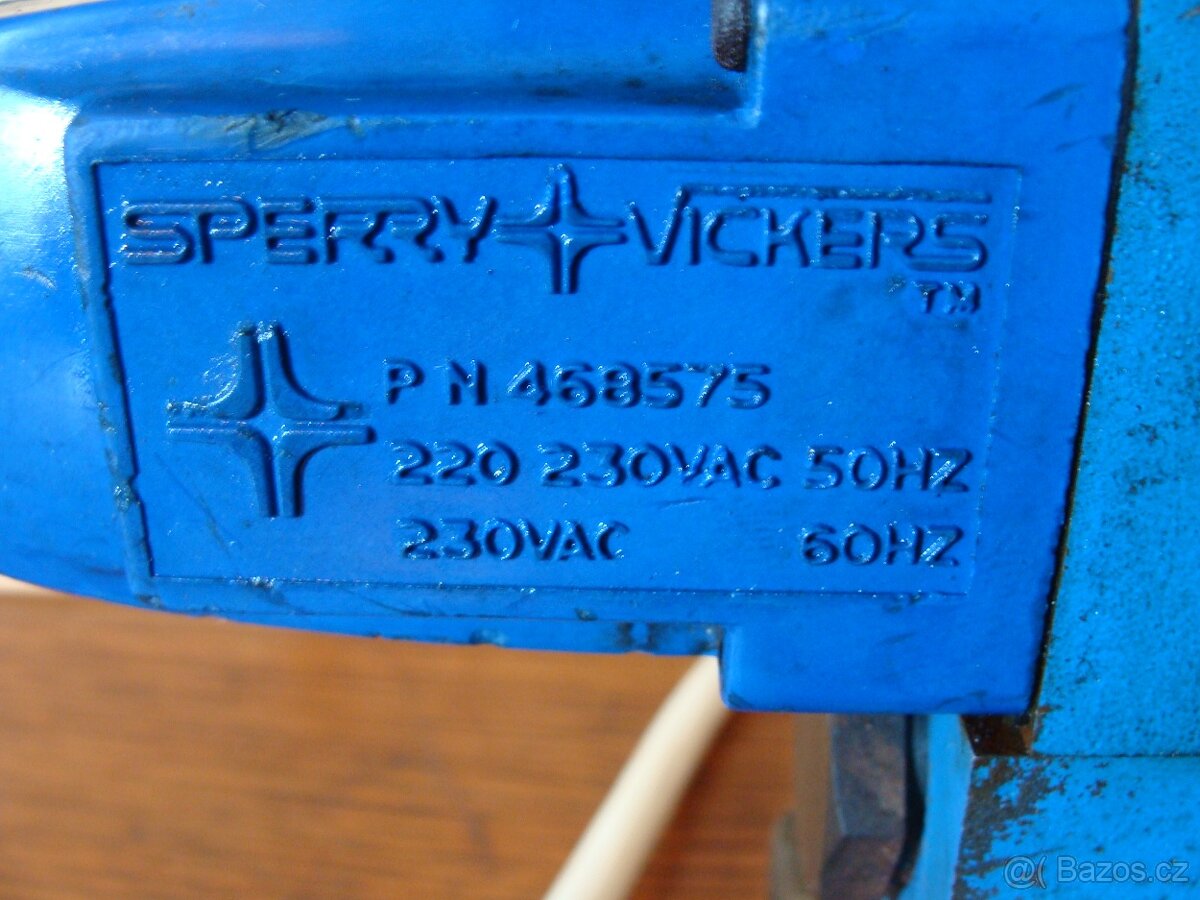 SPERRY VICKERS
TM
P N 468575
220 230VAC 50HZ
230VAC 60HZ
@ Bazos.cz